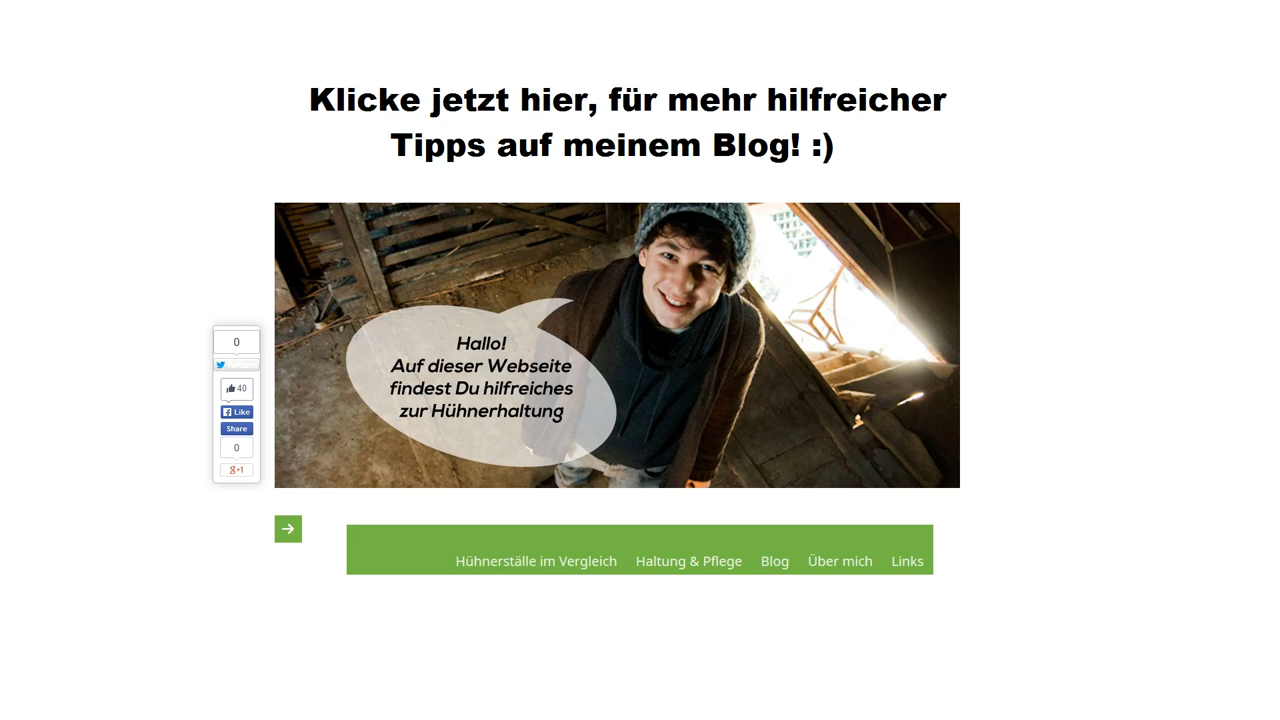 Klicke jetzt hier, für mehr hilfreicher
Tipps auf meinem Blog! :)
Hallo!
Auf dieser Webseite
findest Du hilfreiches
zur Hühnerhaltung
0
40
Like
Share
0
g+1
Hühnerställe im Vergleich Haltung & Pflege Blog Über mich Links